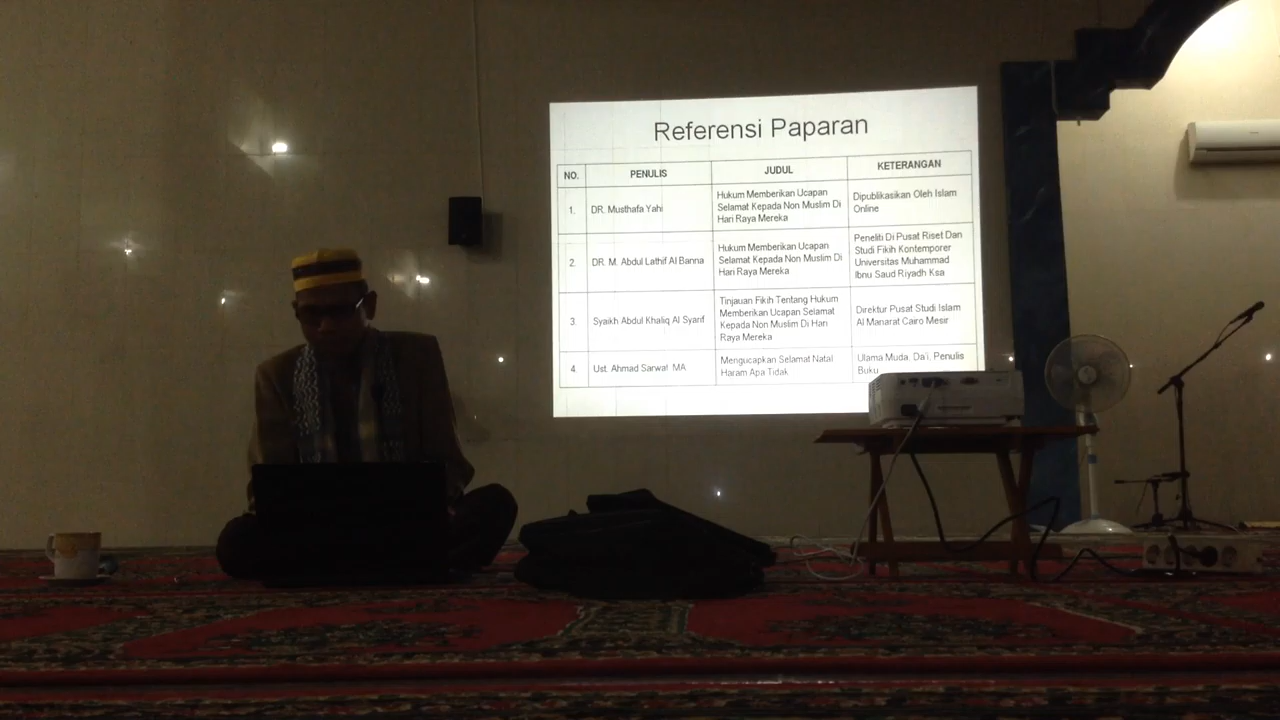 Referensi Paparan
NO. PENULIS JUDUL KETERANGAN
1. DR. Musthafa Yahi
Hukum Memberikan Ucapan
Selamat Kepada Non Muslim Di
Hari Raya Mereka
Dipublikasikan Oleh Islam
Online
2. DR. M. Abdul Lathif Al Banna
Hukum Memberikan Ucapan
Selamat Kepada Non Muslim Di
Hari Raya Mereka
Peneliti Di Pusat Riset Dan
Studi Fikih Kontemporer
Universitas Muhammad
Ibnu Saud Riyadh Ksa
3. Syaikh Abdul Khaliq Al Syarif
Tinjauan Fikih Tentang Hukum
Memberikan Ucapan Selamat
Kepada Non Muslim Di Hari
Raya Mereka
Direktur Pusat Studi Islam
Al Manarat Cairo Mesir
4. Ust. Ahmad Sarwat MA
Mengucapkan Selamat Natal
Haram Apa Tidak
Ulama Muda, Da'i, Penulis
Buku